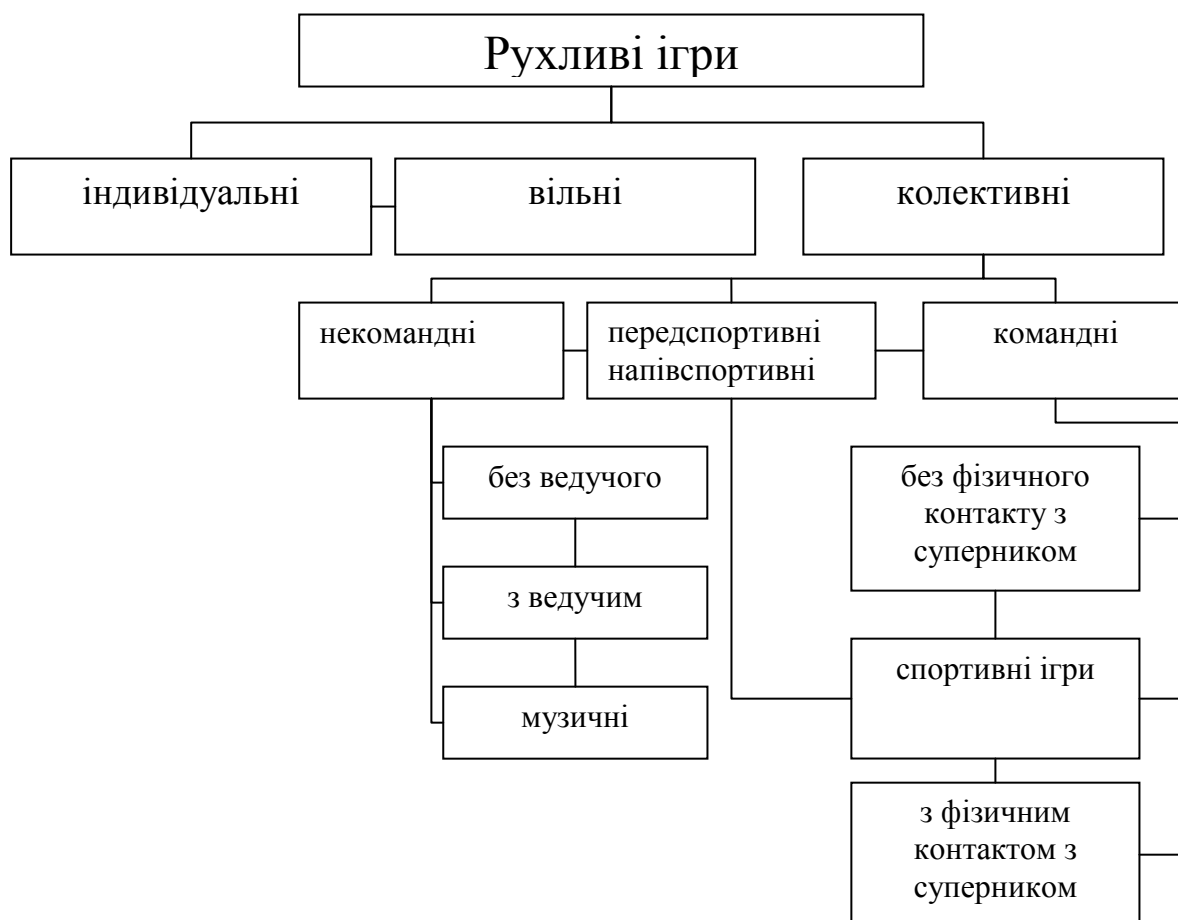 Рухливі ігри
індивідуальні
вільні
колективні
некомандні
передспортивні
напівспортивні
командні
без ведучого
з ведучим
музичні
без фізичного
контакту з
суперником
спортивні ігри
з фізичним
контактом з
суперником